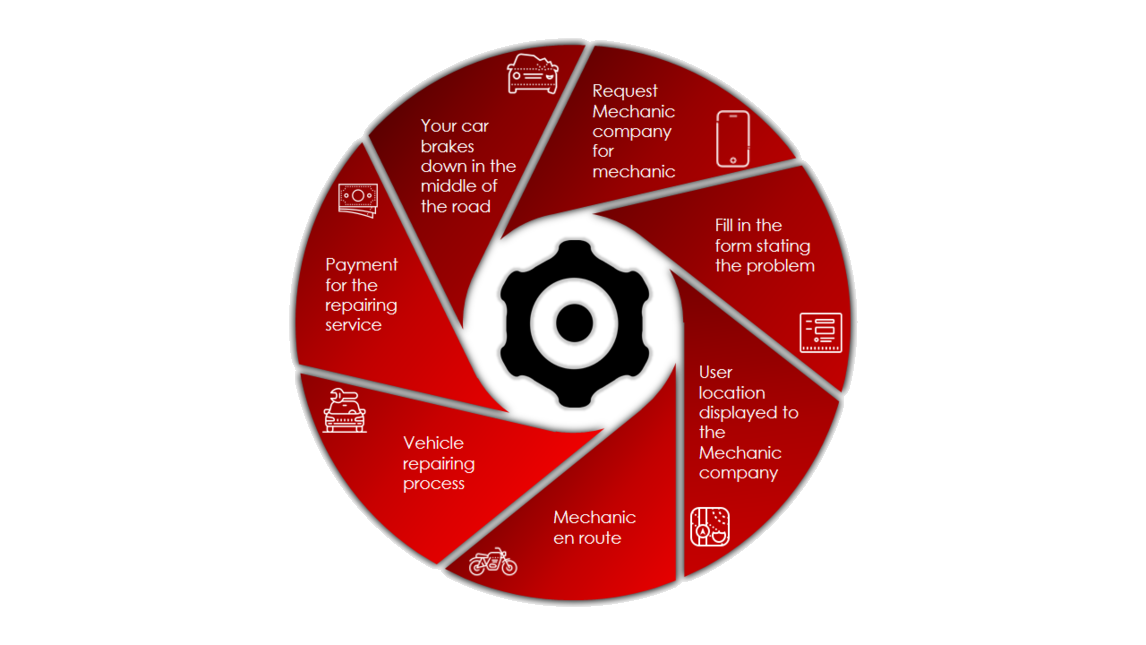 Your car
brakes
down in the
middle of
the road
Request
Mechanic
company
for
mechanic
Fill in the
form stating
the problem
User
location
displayed to
the
Mechanic
company
Mechanic
en route
Vehicle
repairing
process
Payment
for the
repairing
service